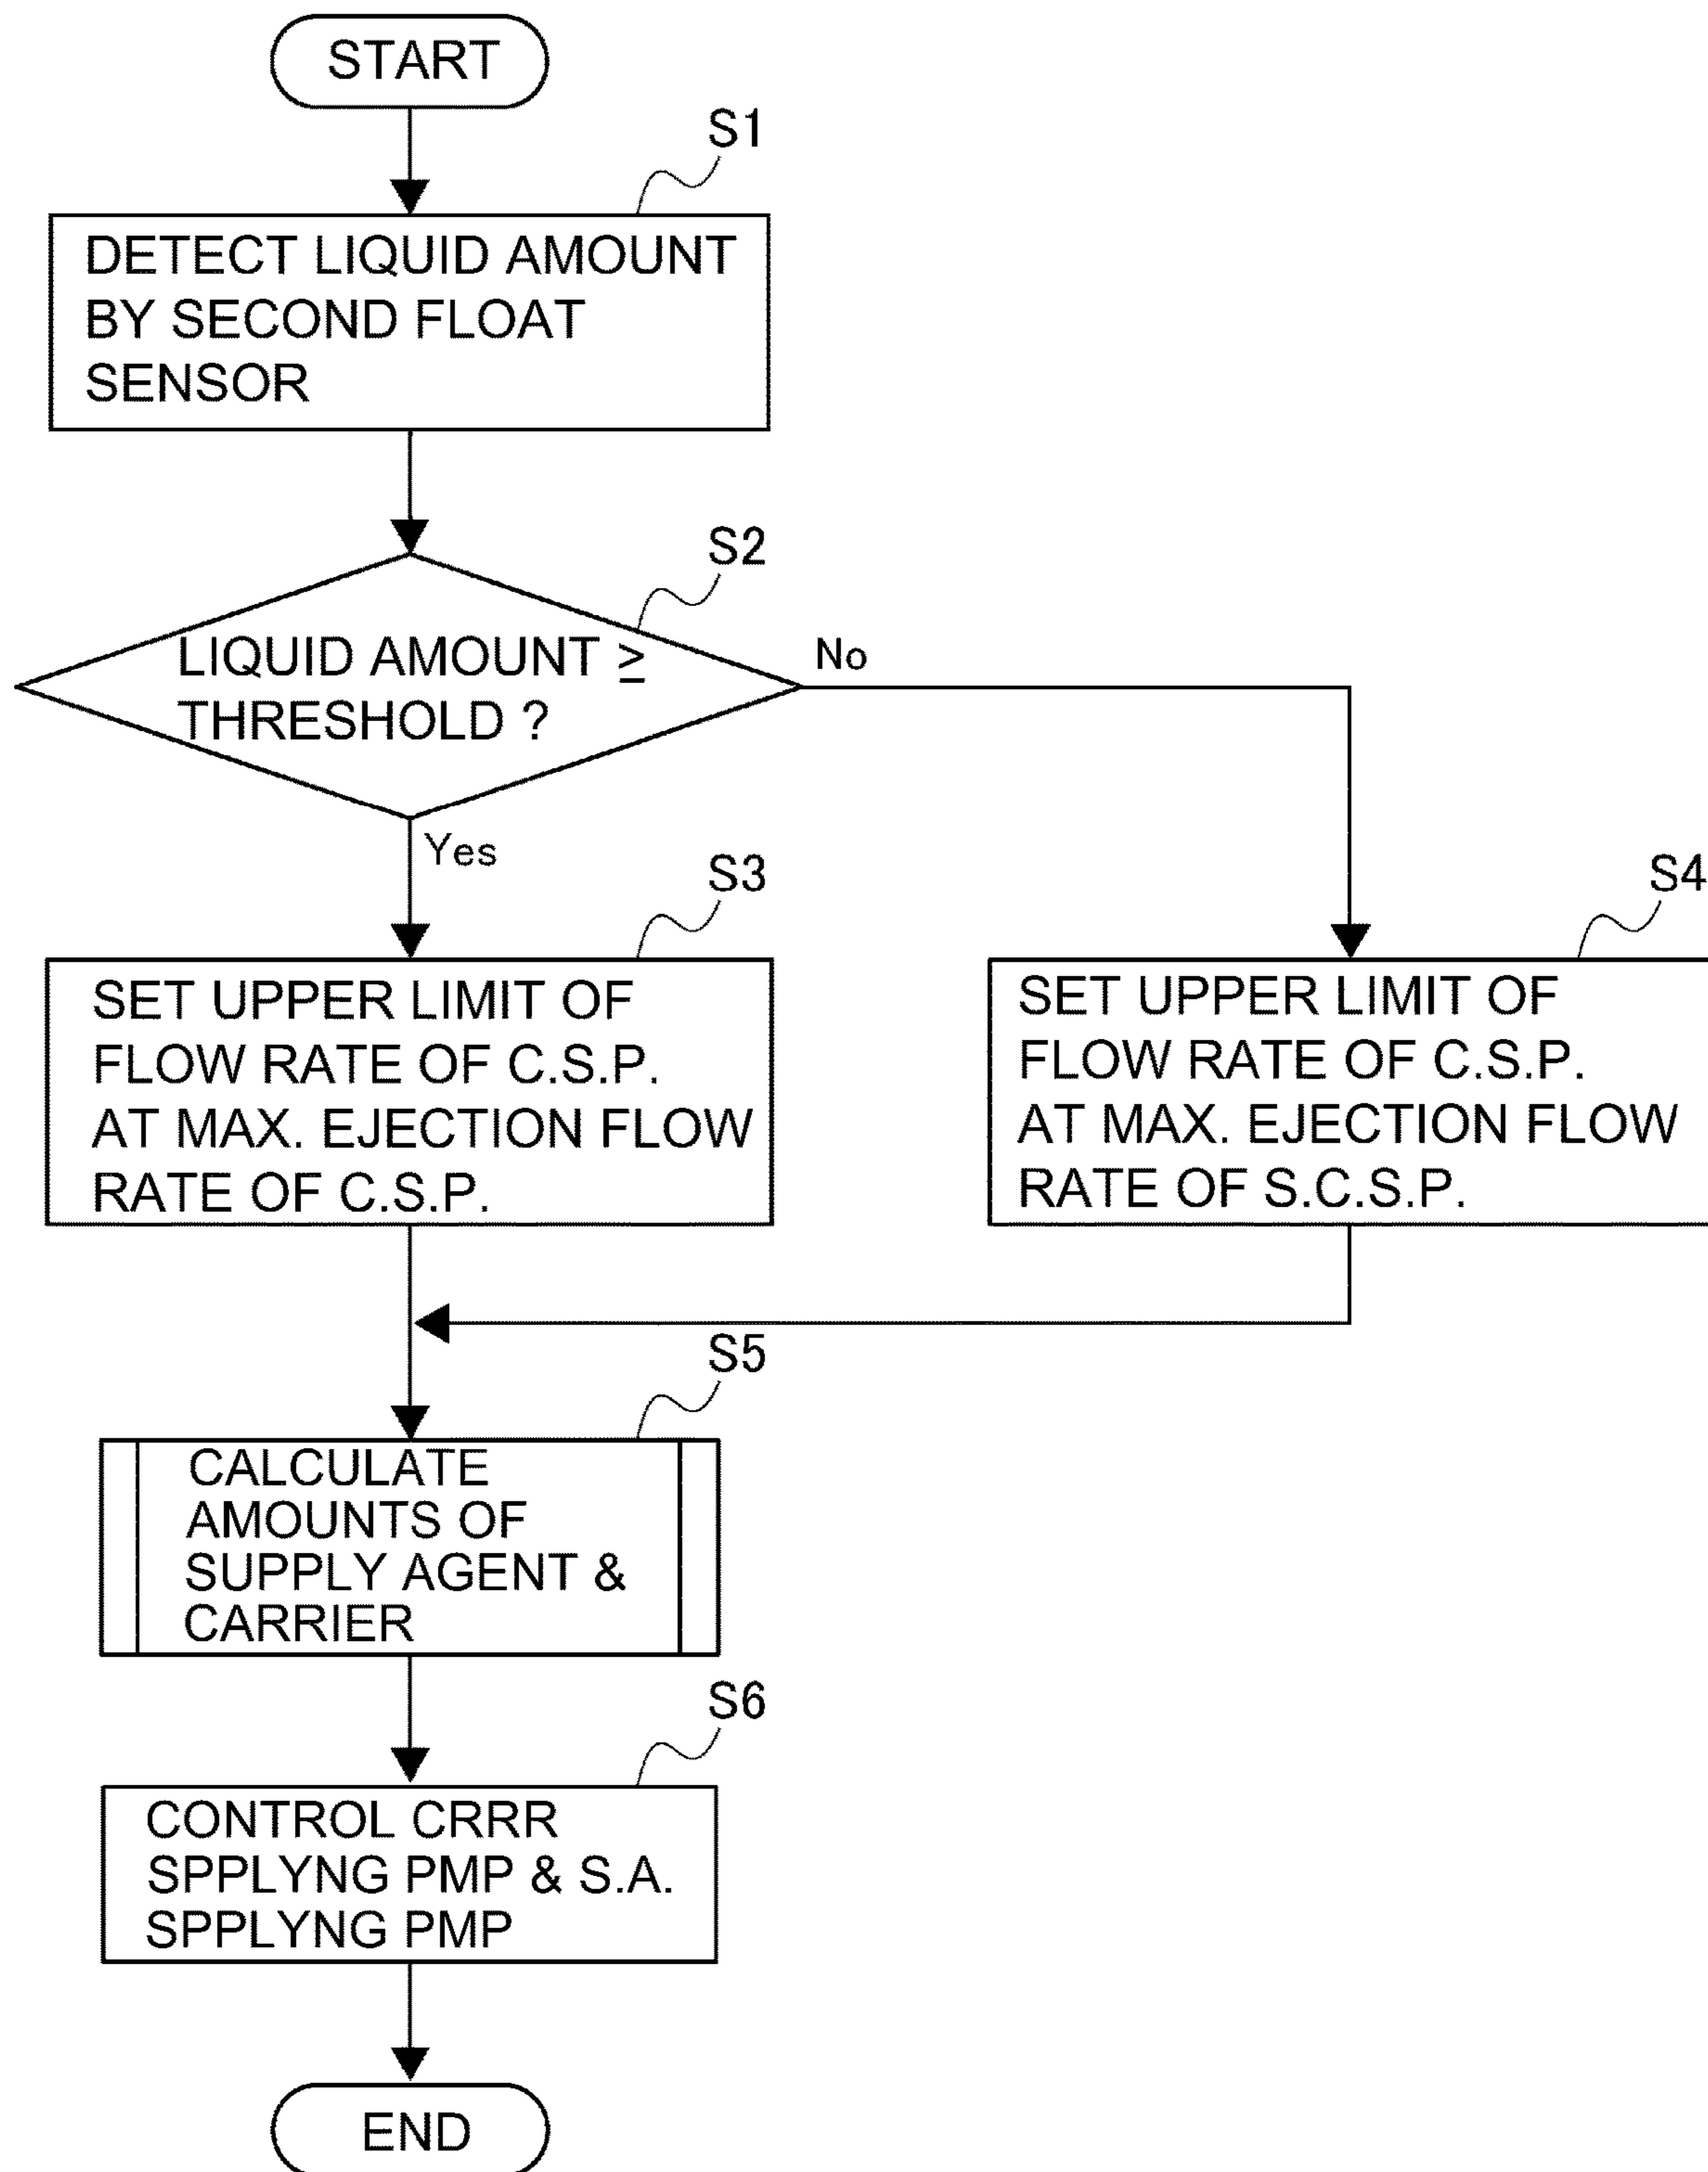 START
S1
DETECT LIQUID AMOUNT
BY SECOND FLOAT
SENSOR
S2
LIQUID AMOUNT ≥
THRESHOLD ?
No
Yes
S3
SET UPPER LIMIT OF
FLOW RATE OF C.S.P.
AT MAX. EJECTION FLOW
RATE OF C.S.P.
S4
SET UPPER LIMIT OF
FLOW RATE OF C.S.P.
AT MAX. EJECTION FLOW
RATE OF S.C.S.P.
S5
CALCULATE
AMOUNTS OF
SUPPLY AGENT &
CARRIER
S6
CONTROL CRRR
SPPLYNG PMP & S.A.
SPPLYNG PMP
END